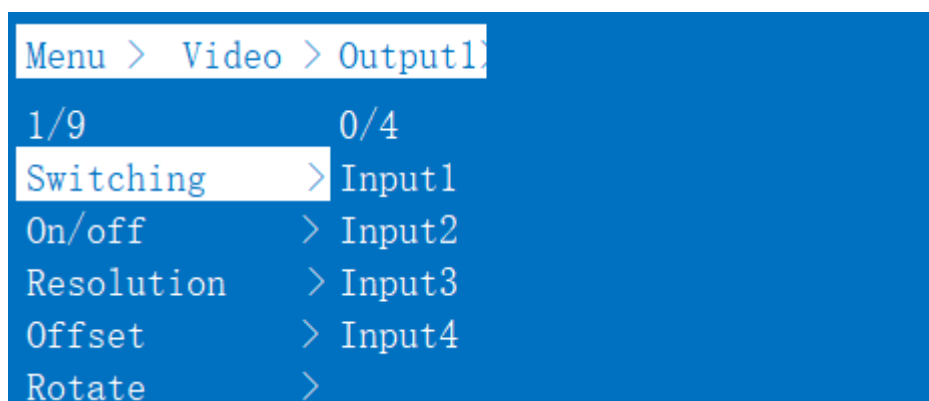 Menu > Video > Output1>
1/9 0/4
Switching > Input1
On/off > Input2
Resolution > Input3
Offset > Input4
Rotate >